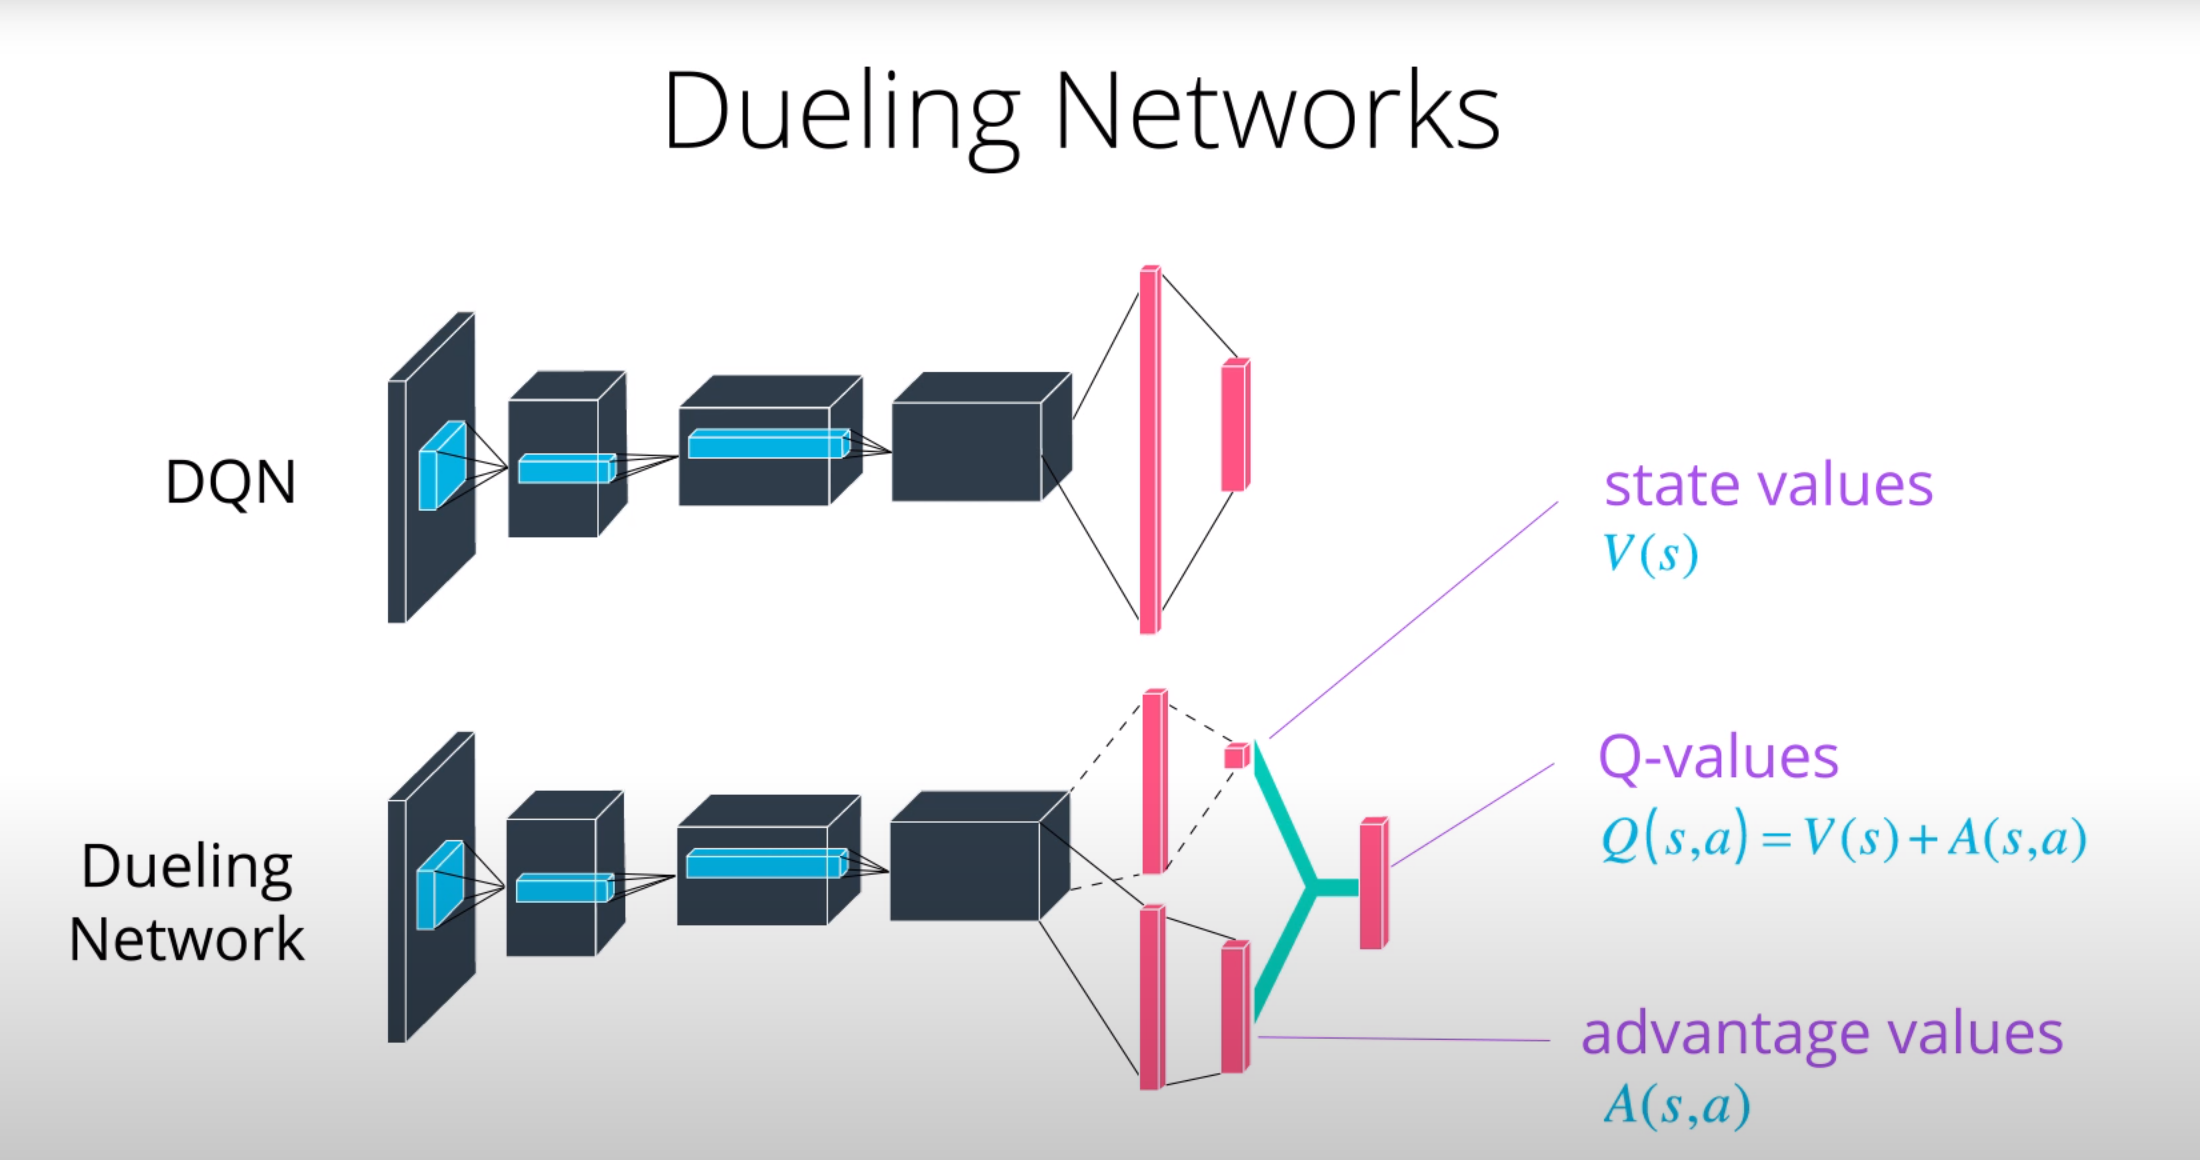 Dueling Networks
DQN
state values
V(s)
Q-values
Q(s,a) = V(s) + A(s,a)
Dueling
Network
advantage values
A(s,a)